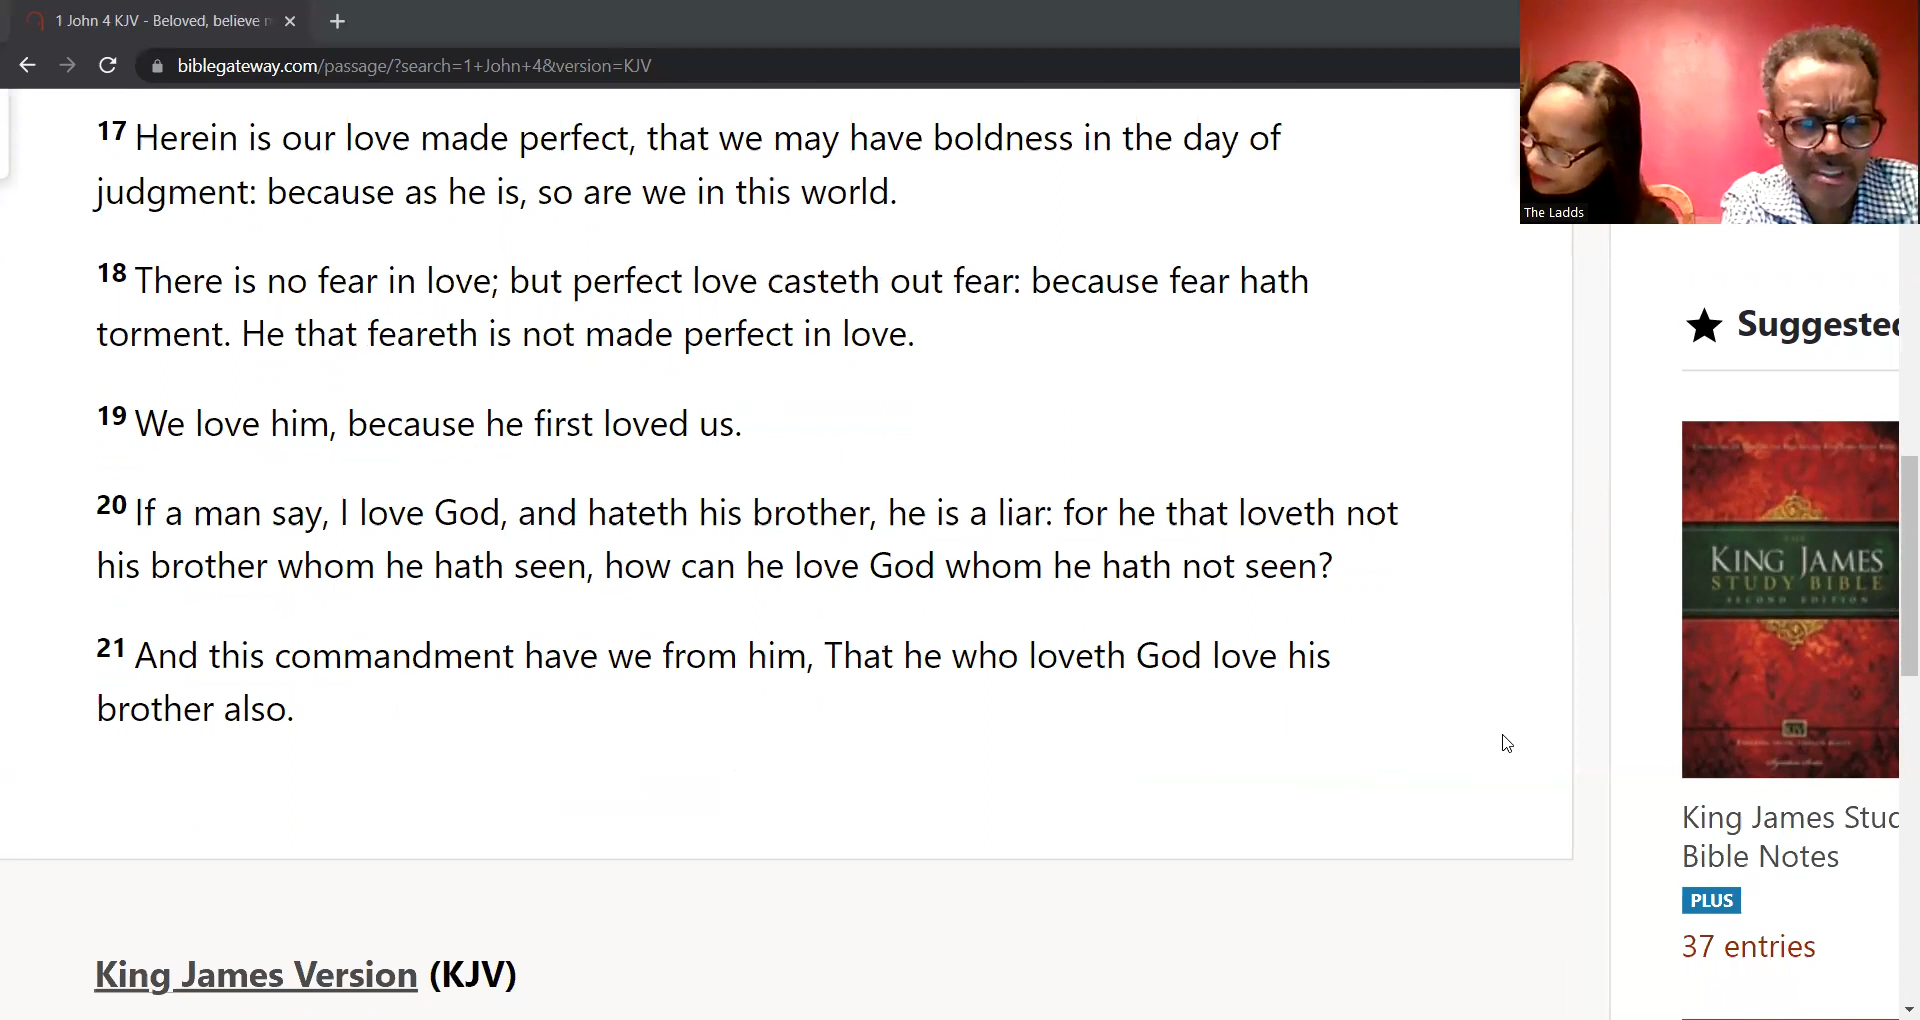 1 John 4 KJV - Beloved, believe
biblegateway.com/passage/?search=1+John+4&version=KJV
The Ladds
17 Herein is our love made perfect, that we may have boldness in the day of
judgment: because as he is, so are we in this world.
18 There is no fear in love; but perfect love casteth out fear: because fear hath
torment. He that feareth is not made perfect in love.
19 We love him, because he first loved us.
20 If a man say, I love God, and hateth his brother, he is a liar: for he that loveth not
his brother whom he hath seen, how can he love God whom he hath not seen?
21 And this commandment have we from him, That he who loveth God love his
brother also.
King James Version (KJV)
Suggested
THE
KING JAMES
STUDY BIBLE
SECOND EDITION
KJV
King James Stud
Bible Notes
PLUS
37 entries